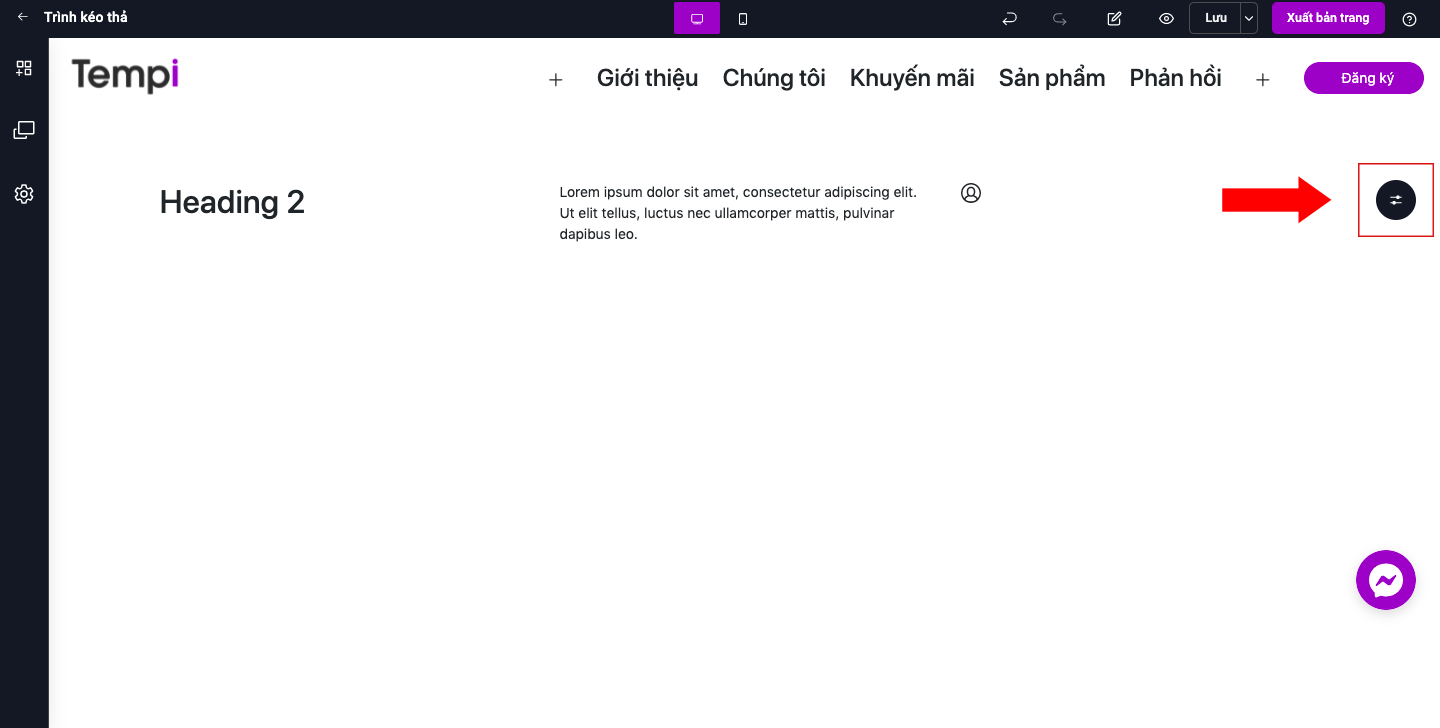 Trình kéo thả
Lưu
Xuất bản trang
Tempi
Giới thiệu
Chúng tôi
Khuyến mãi
Sản phẩm
Phản hồi
Đăng ký
Heading 2
Lorem ipsum dolor sit amet, consectetur adipiscing elit.
Ut elit tellus, luctus nec ullamcorper mattis, pulvinar
dapibus leo.